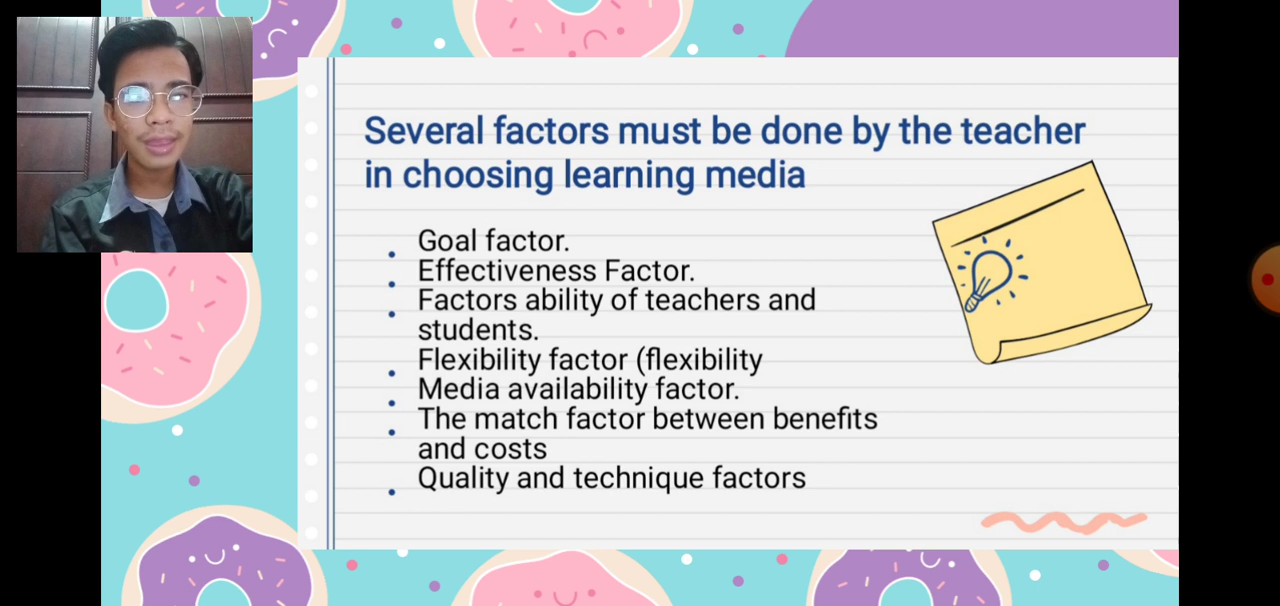 Several factors must be done by the teacher
in choosing learning media
Goal factor.
Effectiveness Factor.
Factors ability of teachers and
students.
Flexibility factor (flexibility
Media availability factor.
The match factor between benefits
and costs
Quality and technique factors